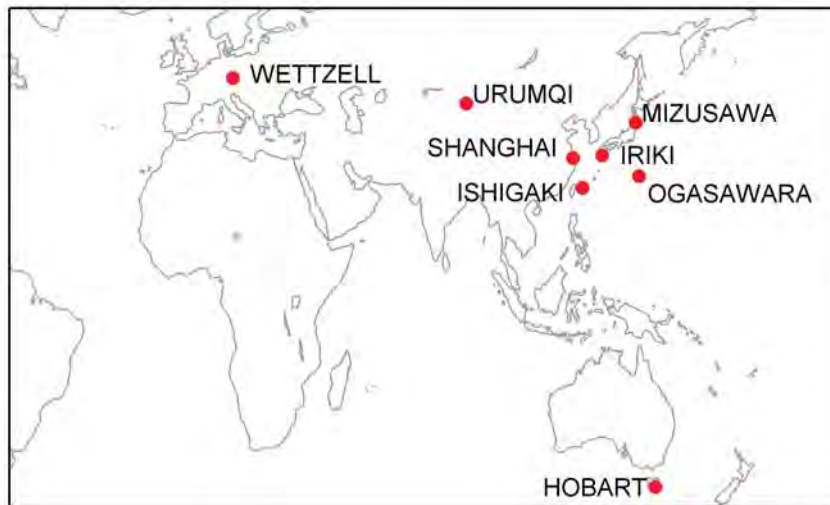 WETTZELL
URUMQI
MIZUSAWA
SHANGHAI
IRIKI
ISHIGAKI
OGASAWARA
HOBART